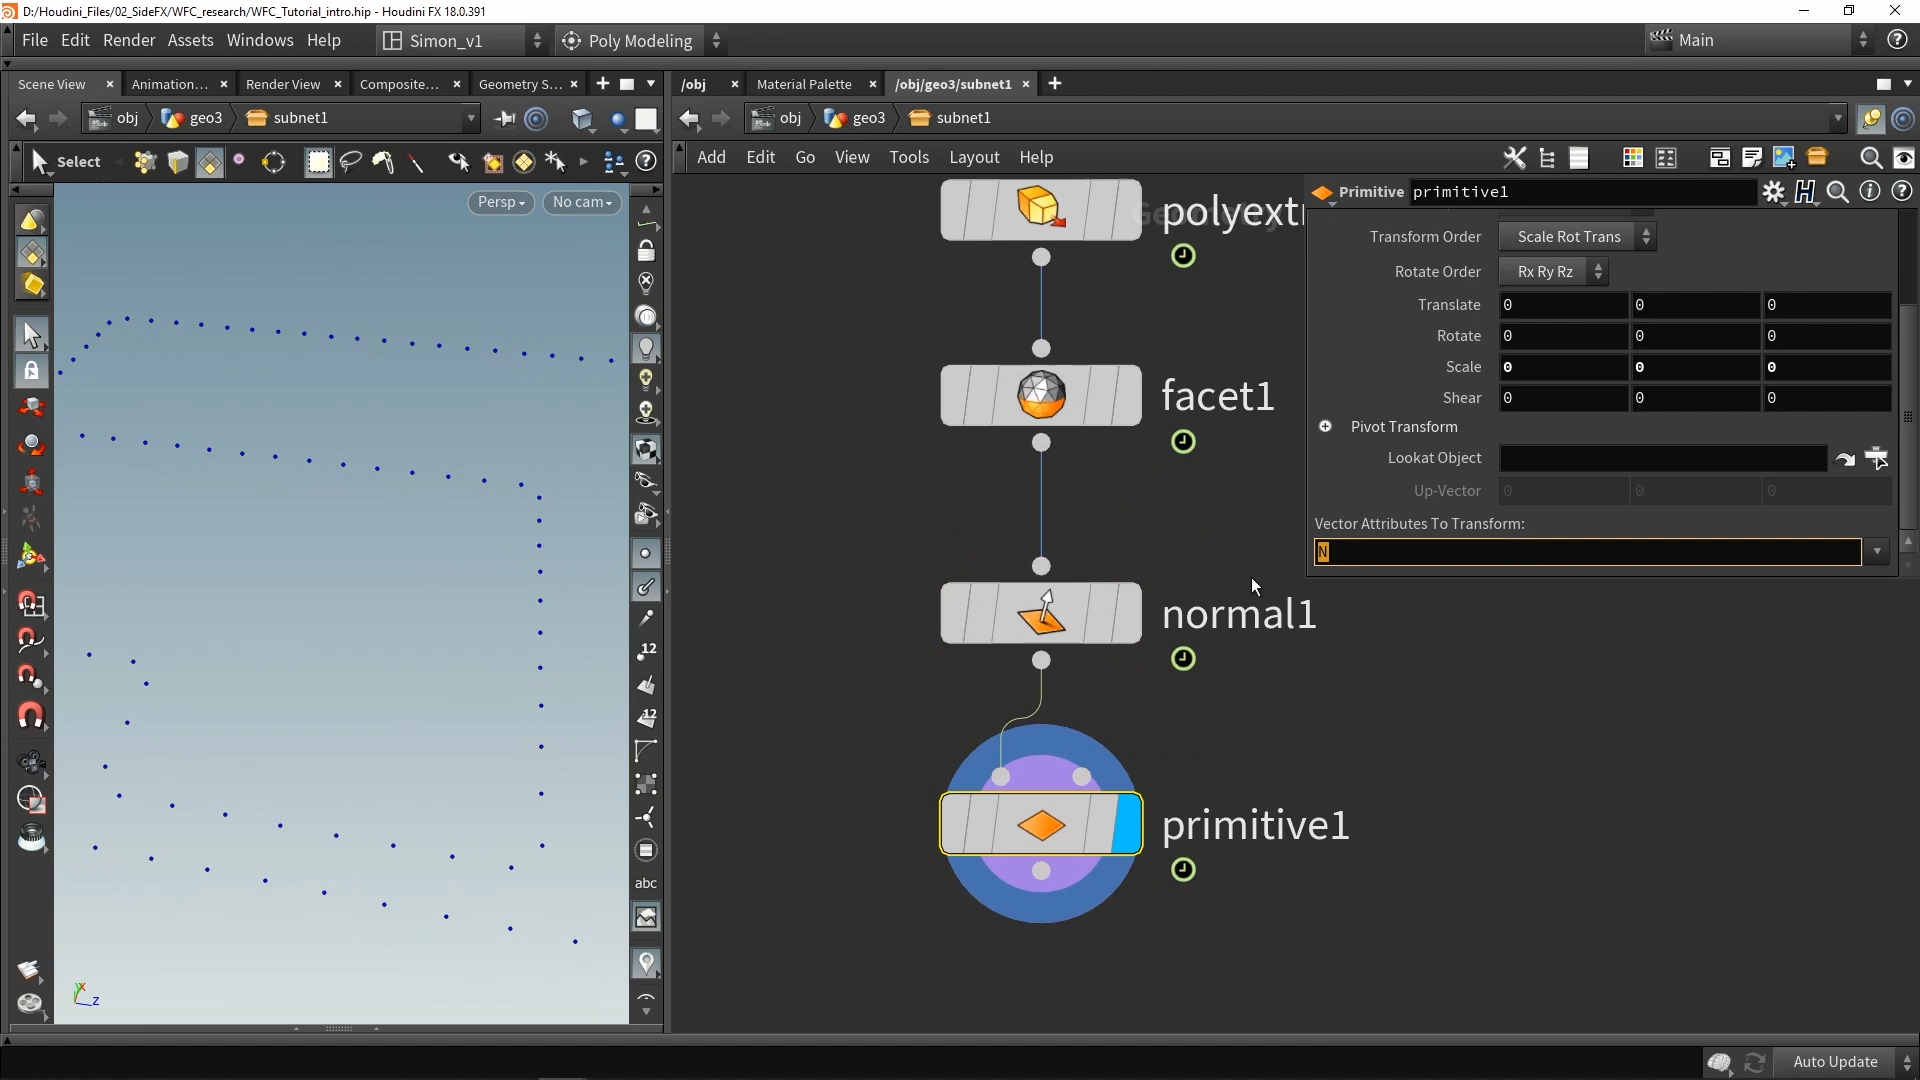 D:/Houdini_Files/02_SideFX/WFC_research/WFC_Tutorial_intro.hip - Houdini FX 18.0.391
File Edit Render Assets Windows Help
Simon_v1
Poly Modeling
Main
Scene View
Animation...
Render View
Composite...
Geometry S...
/obj
Material Palette
/obj/geo3/subnet1
obj
geo3
subnet1
obj
geo3
subnet1
Select
Add Edit Go View Tools Layout Help
Persp
No cam
polyext
Primitive primitive1
Transform Order Scale Rot Trans
Rotate Order Rx Ry Rz
Translate 0 0 0
Rotate 0 0 0
Scale 0 0 0
Shear 0 0 0
Pivot Transform
Lookat Object
Up-Vector 0 0 0
Vector Attributes To Transform:
N
facet1
normal1
primitive1
12
12
abc
Y
X
Z
Auto Update